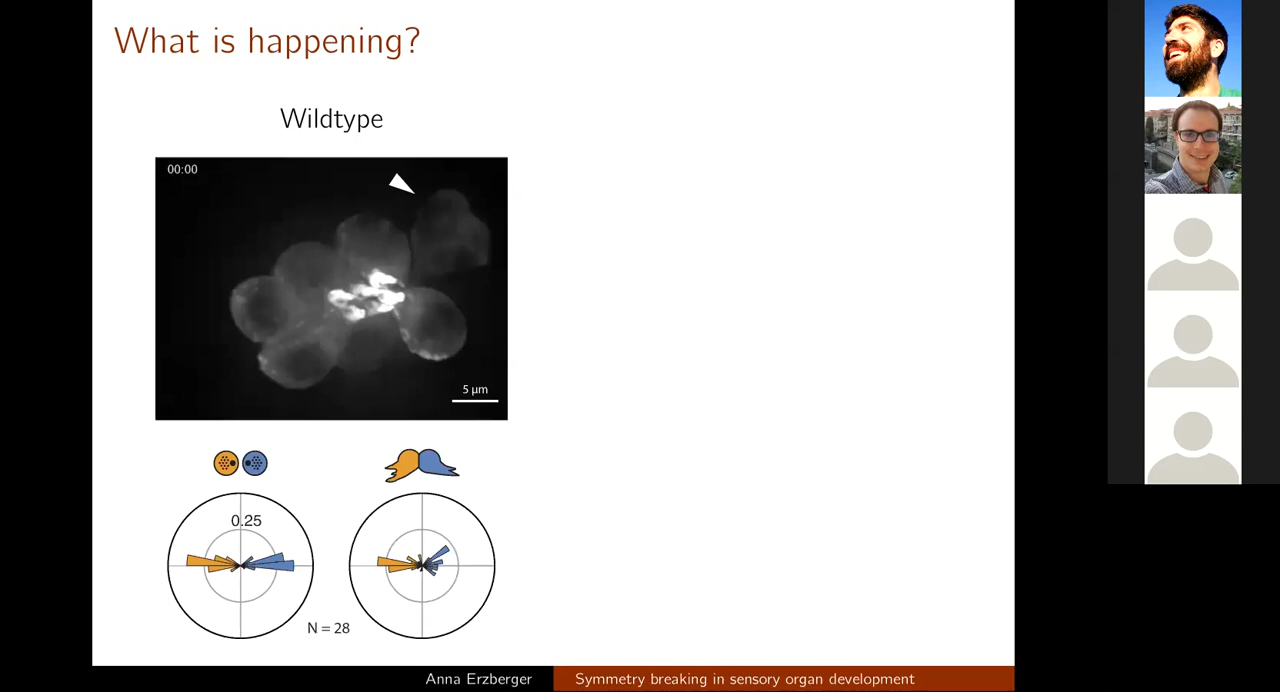 What is happening?
Wildtype
00:00
5 µm
0.25
N = 28
Anna Erzberger
Symmetry breaking in sensory organ development